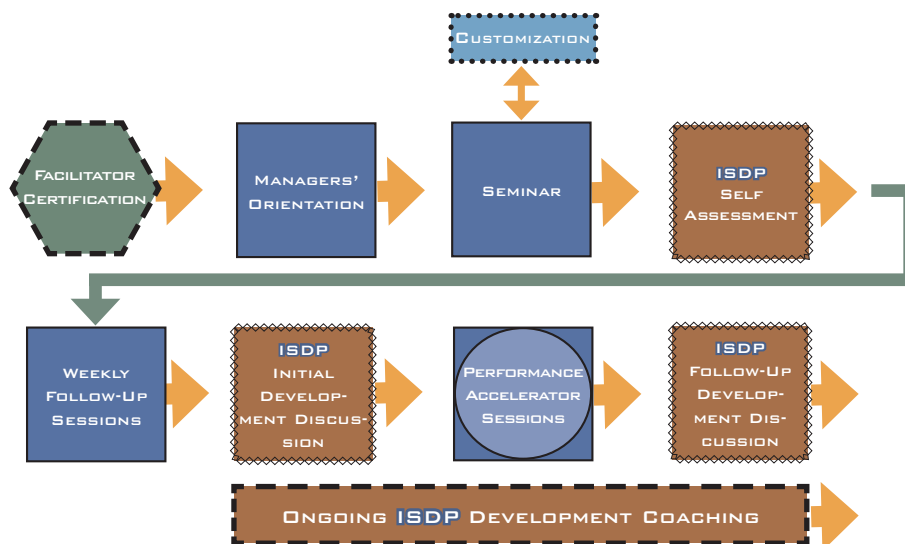 Customization
Facilitator
Certification
Managers’
Orientation
Seminar
ISDP
Self
Assessment
Weekly
Follow-Up
Sessions
ISDP
Initial
Develop-
ment Discus-
sion
Performance
Accelerator
Sessions
ISDP
Follow-Up
Develop-
ment Dis-
cussion
Ongoing ISDP Development Coaching